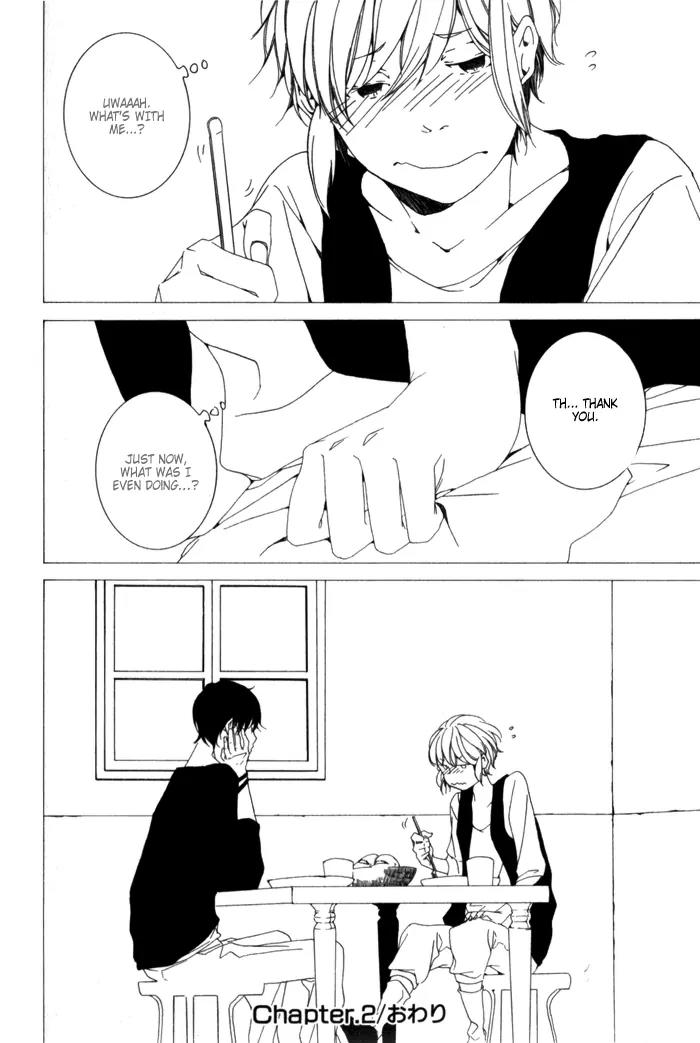 UWAAAH.
WHAT'S WITH
ME...?
TH... THANK
YOU.
JUST NOW,
WHAT WAS I
EVEN DOING...?
Chapter.2/おわり